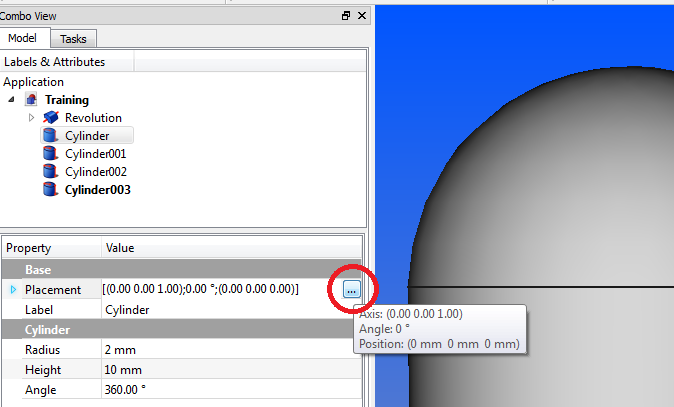 Combo View
Model Tasks
Labels & Attributes
Application
Training
Revolution
Cylinder
Cylinder001
Cylinder002
Cylinder003
Property Value
Base
Placement [(0.00 0.00 1.00);0.00 °;(0.00 0.00 0.00)] ...
Label Cylinder
Axis: (0.00 0.00 1.00)
Angle: 0 °
Position: (0 mm 0 mm 0 mm)
Cylinder
Radius 2 mm
Height 10 mm
Angle 360.00 °